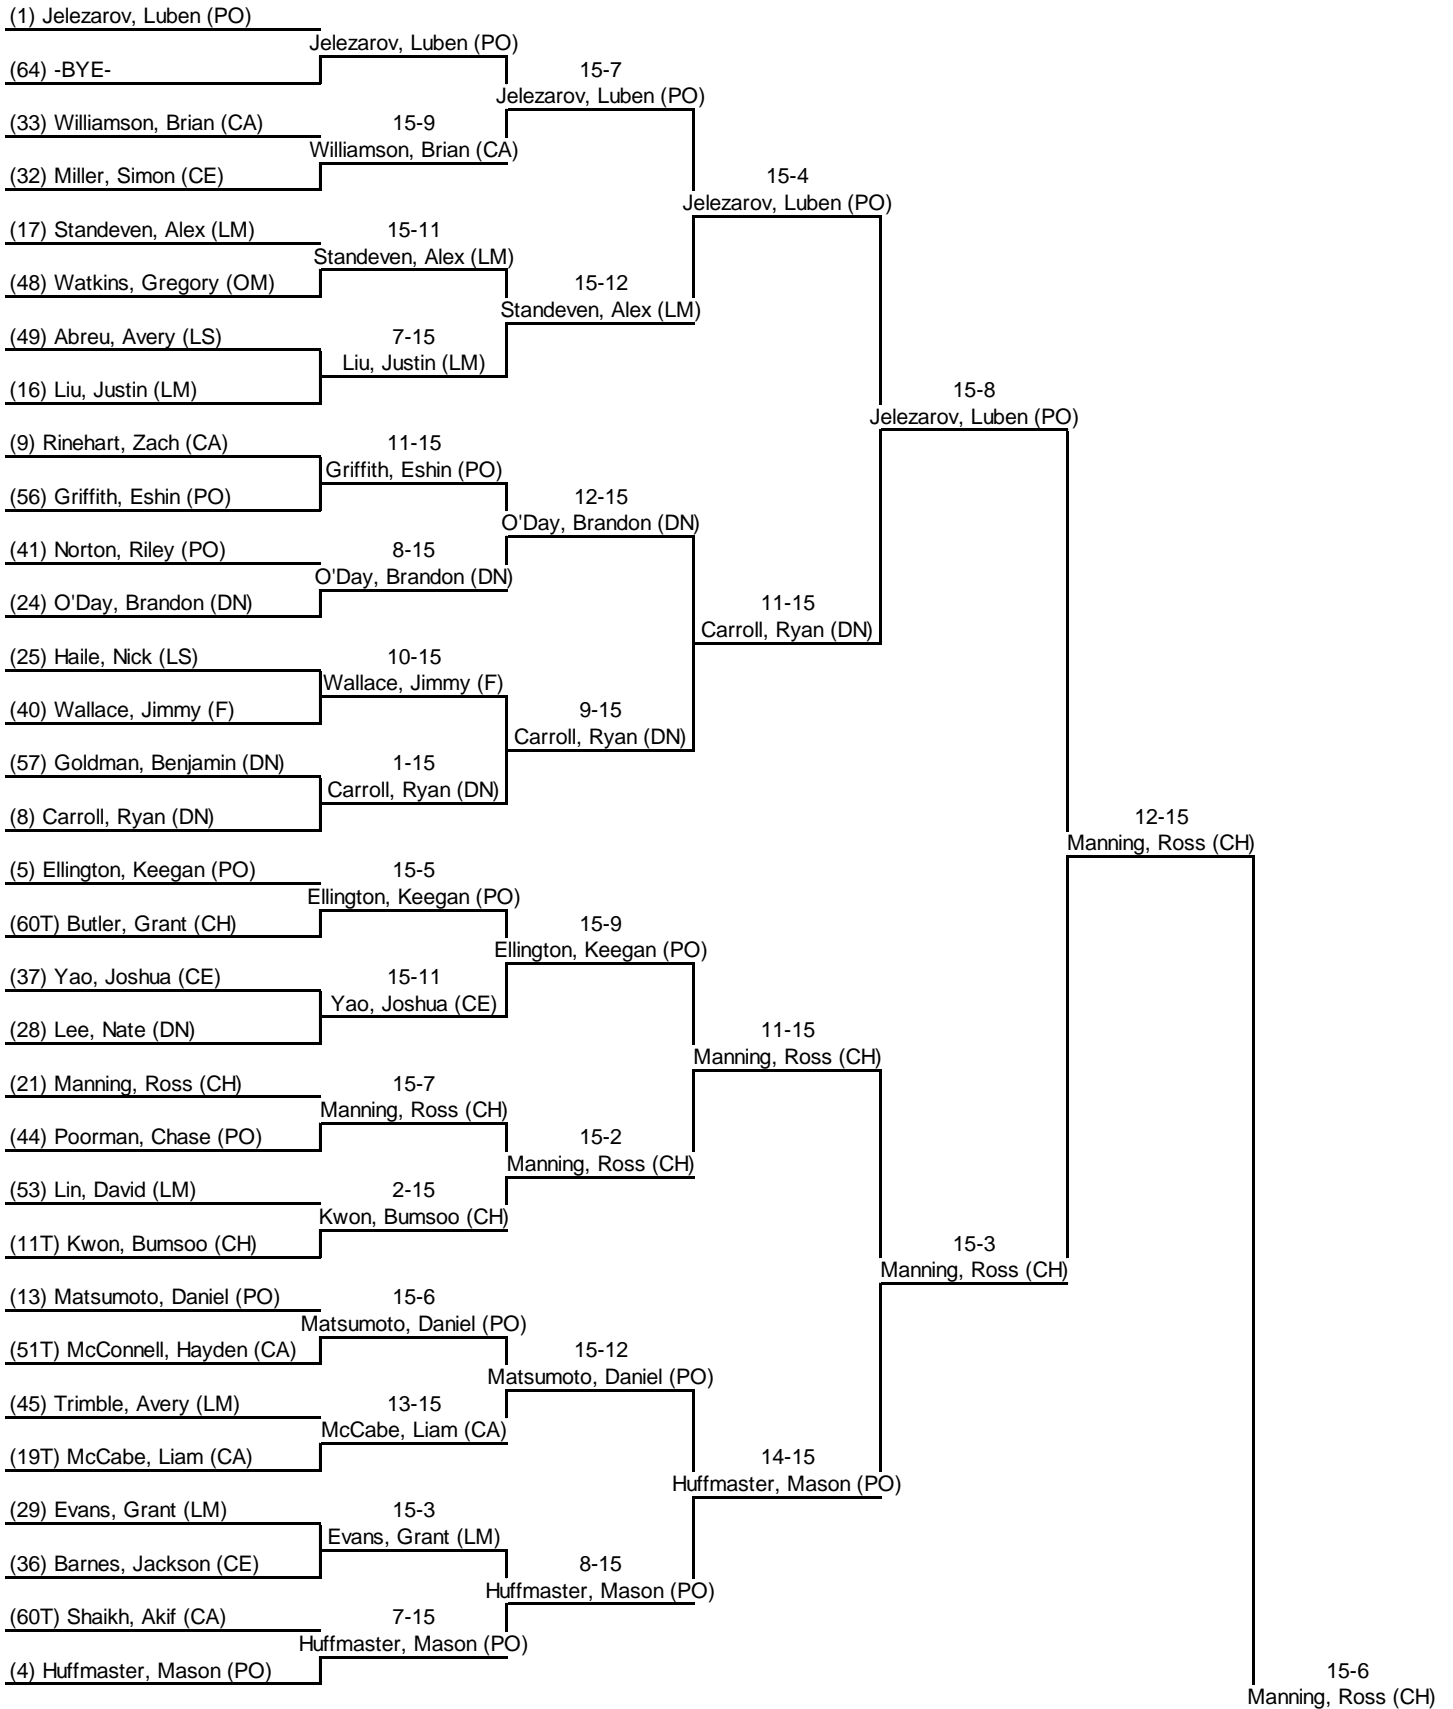 (1) Jelezarov, Luben (PO)
Jelezarov, Luben (PO)
(64) -BYE-
15-7
Jelezarov, Luben (PO)
(33) Williamson, Brian (CA)
15-9
Williamson, Brian (CA)
(32) Miller, Simon (CE)
15-4
Jelezarov, Luben (PO)
(17) Standeven, Alex (LM)
15-11
Standeven, Alex (LM)
(48) Watkins, Gregory (OM)
15-12
Standeven, Alex (LM)
(49) Abreu, Avery (LS)
7-15
Liu, Justin (LM)
(16) Liu, Justin (LM)
15-8
Jelezarov, Luben (PO)
(9) Rinehart, Zach (CA)
11-15
Griffith, Eshin (PO)
(56) Griffith, Eshin (PO)
12-15
O'Day, Brandon (DN)
(41) Norton, Riley (PO)
8-15
O'Day, Brandon (DN)
(24) O'Day, Brandon (DN)
11-15
Carroll, Ryan (DN)
(25) Haile, Nick (LS)
10-15
Wallace, Jimmy (F)
(40) Wallace, Jimmy (F)
9-15
Carroll, Ryan (DN)
(57) Goldman, Benjamin (DN)
1-15
Carroll, Ryan (DN)
(8) Carroll, Ryan (DN)
12-15
Manning, Ross (CH)
(5) Ellington, Keegan (PO)
15-5
Ellington, Keegan (PO)
(60T) Butler, Grant (CH)
15-9
Ellington, Keegan (PO)
(37) Yao, Joshua (CE)
15-11
Yao, Joshua (CE)
(28) Lee, Nate (DN)
11-15
Manning, Ross (CH)
(21) Manning, Ross (CH)
15-7
Manning, Ross (CH)
(44) Poorman, Chase (PO)
15-2
Manning, Ross (CH)
(53) Lin, David (LM)
2-15
Kwon, Bumsoo (CH)
(11T) Kwon, Bumsoo (CH)
15-3
Manning, Ross (CH)
(13) Matsumoto, Daniel (PO)
15-6
Matsumoto, Daniel (PO)
(51T) McConnell, Hayden (CA)
15-12
Matsumoto, Daniel (PO)
(45) Trimble, Avery (LM)
13-15
McCabe, Liam (CA)
(19T) McCabe, Liam (CA)
14-15
Huffmaster, Mason (PO)
(29) Evans, Grant (LM)
15-3
Evans, Grant (LM)
(36) Barnes, Jackson (CE)
8-15
Huffmaster, Mason (PO)
(60T) Shaikh, Akif (CA)
7-15
Huffmaster, Mason (PO)
(4) Huffmaster, Mason (PO)
15-6
Manning, Ross (CH)